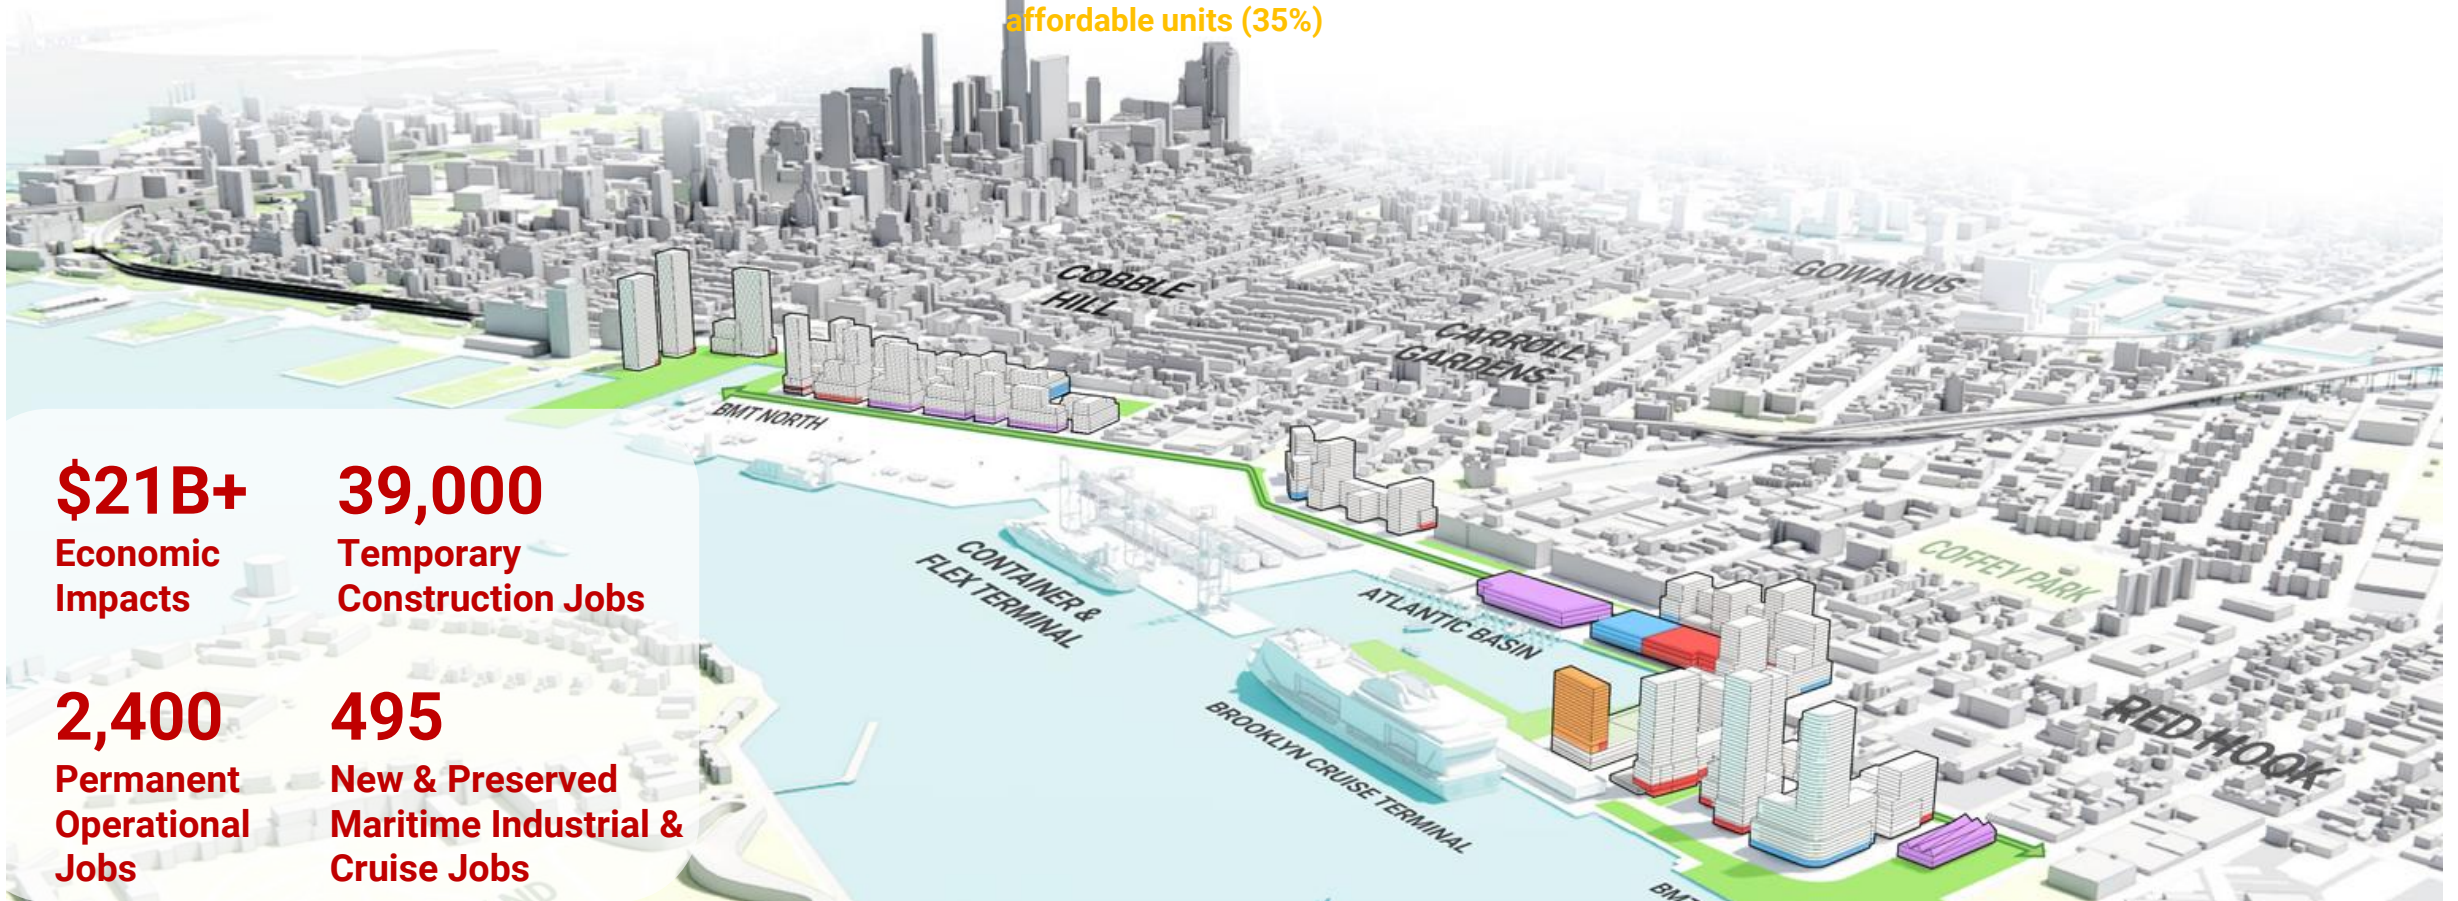 affordable units (35%)
COBBLE
HILL
GOWANUS
CARROLL
GARDENS
BMT NORTH
$21B+
Economic
Impacts
39,000
Temporary
Construction Jobs
CONTAINER &
FLEX TERMINAL
ATLANTIC BASIN
COFFEY PARK
BROOKLYN CRUISE TERMINAL
RED HOOK
2,400
Permanent
Operational
Jobs
495
New & Preserved
Maritime Industrial &
Cruise Jobs
BMT